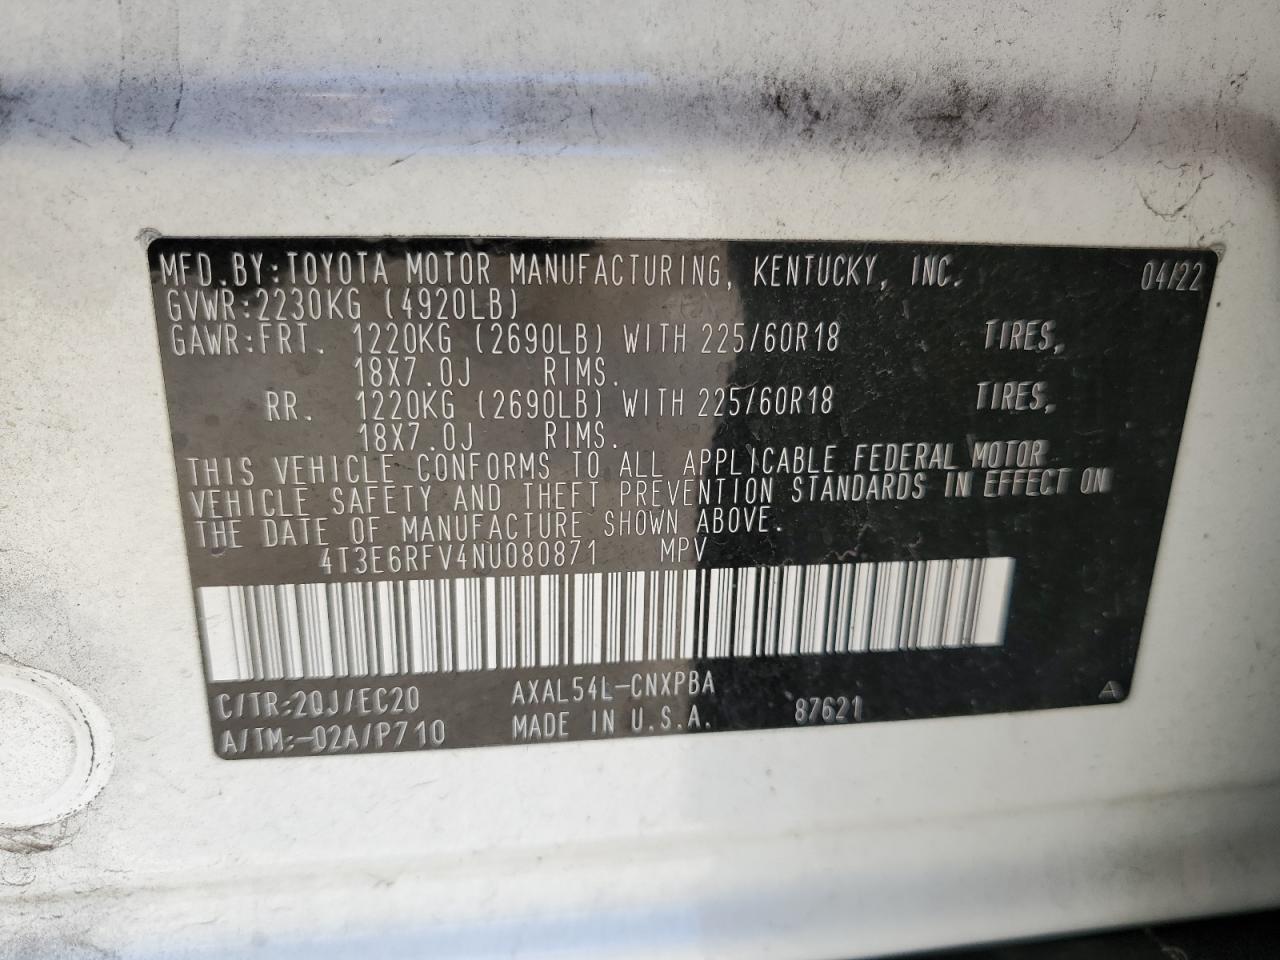 MFD.BY:TOYOTA MOTOR MANUFACTURING, KENTUCKY, INC. 04/22
GVWR:2230KG (4920LB)
GAWR:FRT. 1220KG (2690LB) WITH 225/60R18 TIRES,
18X7.0J RIMS.
RR. 1220KG (2690LB) WITH 225/60R18 TIRES,
18X7.0J RIMS.
THIS VEHICLE CONFORMS TO ALL APPLICABLE FEDERAL MOTOR
VEHICLE SAFETY AND THEFT PREVENTION STANDARDS IN EFFECT ON
THE DATE OF MANUFACTURE SHOWN ABOVE.
4T3E6RFV4NU080871 MPV
C/TR:2QJ/EC20 AXAL54L-CNXPBA
A/TM:-02A/P710 MADE IN U.S.A. 87621 A